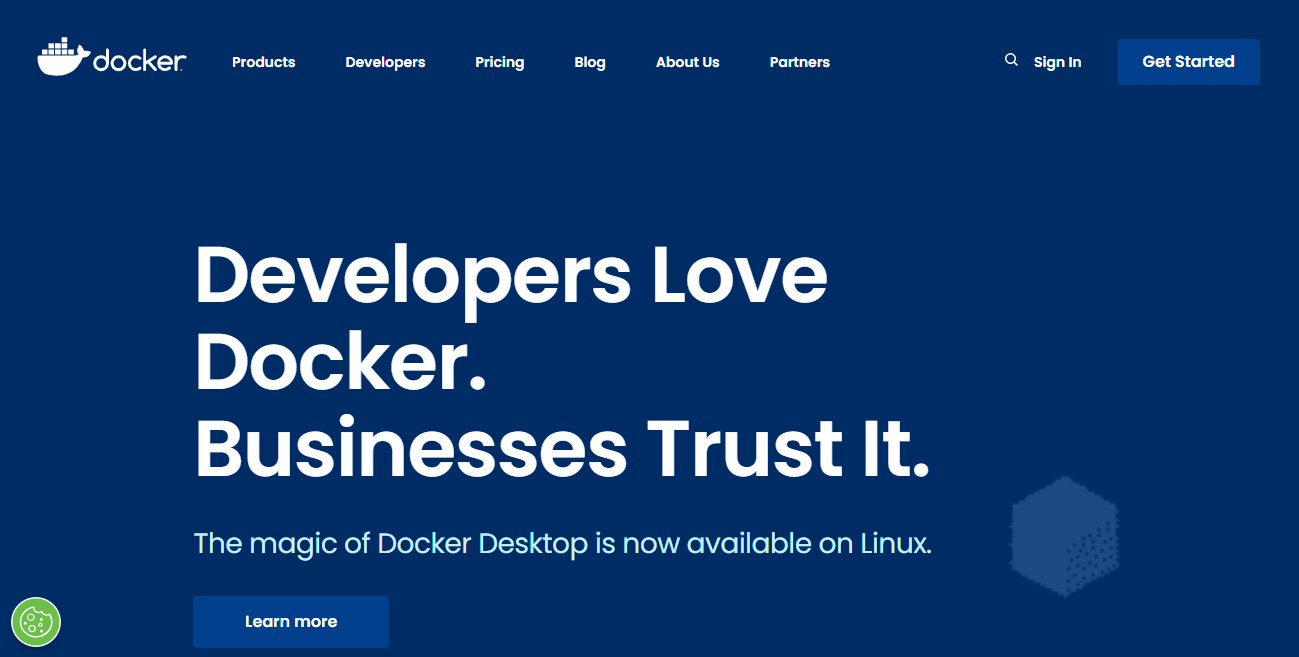 docker
Products
Developers
Pricing
Blog
About Us
Partners
Sign In
Get Started
Developers Love
Docker.
Businesses Trust It.
The magic of Docker Desktop is now available on Linux.
Learn more